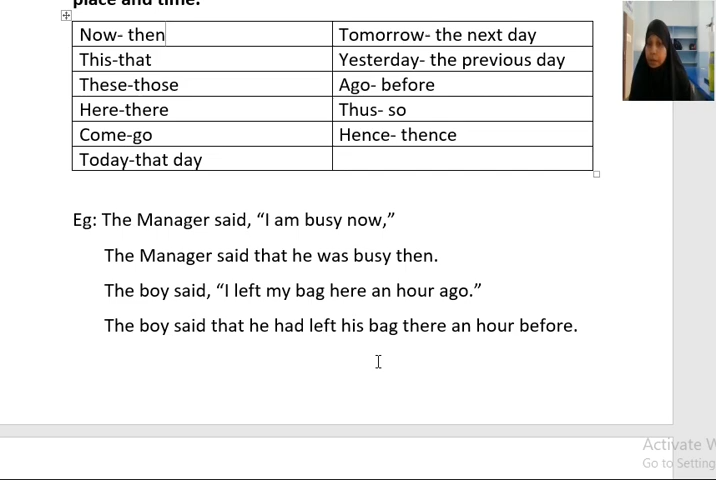 place and time.
Now- then
Tomorrow- the next day
This-that
Yesterday- the previous day
These-those
Ago- before
Here-there
Thus- so
Come-go
Hence- thence
Today-that day
Eg: The Manager said, “I am busy now,”
The Manager said that he was busy then.
The boy said, “I left my bag here an hour ago.”
The boy said that he had left his bag there an hour before.
Activate W
Go to Setting